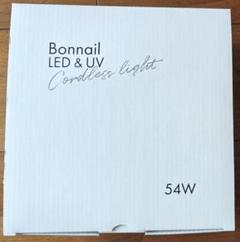 Bonnail
LED & UV
Cordless light
54W